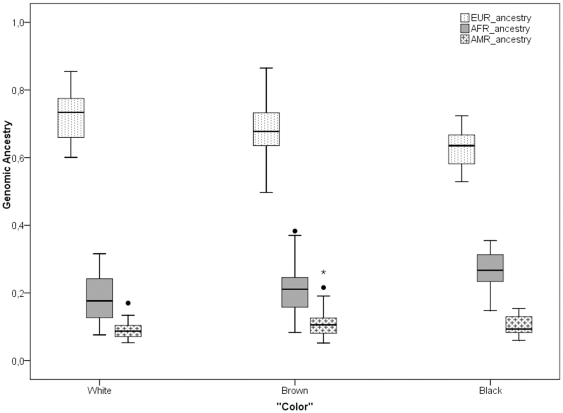 EUR_ancestry
AFR_ancestry
AMR_ancestry
Genomic Ancestry
1,0
0,8
0,6
0,4
0,2
0,0
White
Brown
Black
"Color"